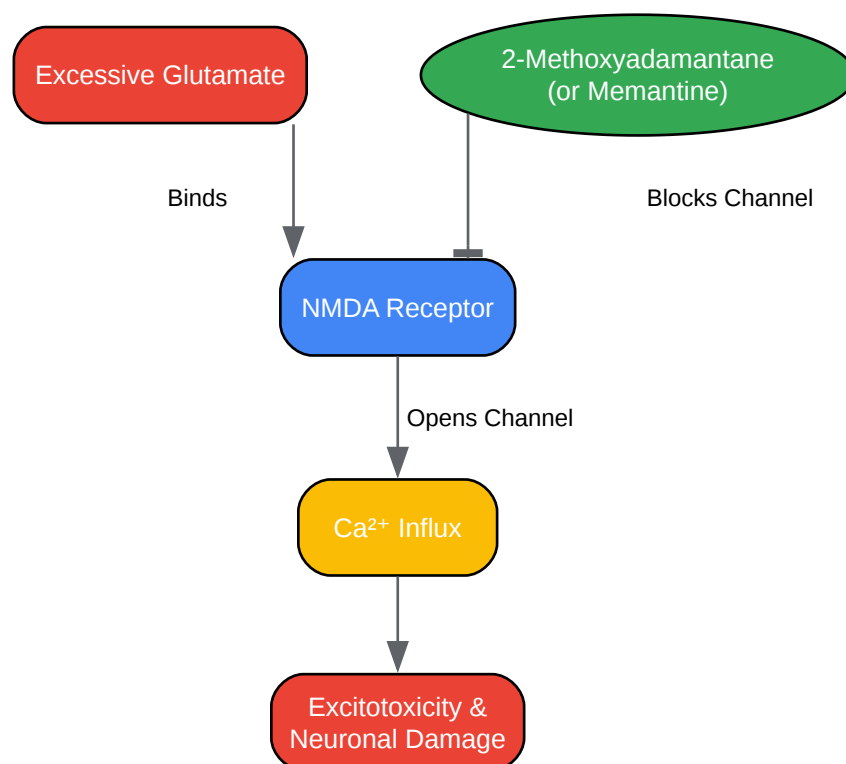 Excessive Glutamate
2-Methoxyadamantane
(or Memantine)
Binds
Blocks Channel
NMDA Receptor
Opens Channel
Ca²⁺ Influx
Excitotoxicity &
Neuronal Damage